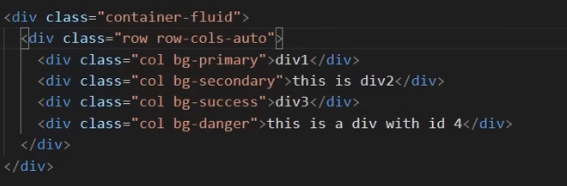 <div class="container-fluid">
<div class="row row-cols-auto">
<div class="col bg-primary">div1</div>
<div class="col bg-secondary">this is div2</div>
<div class="col bg-success">div3</div>
<div class="col bg-danger">this is a div with id 4</div>
</div>
</div>